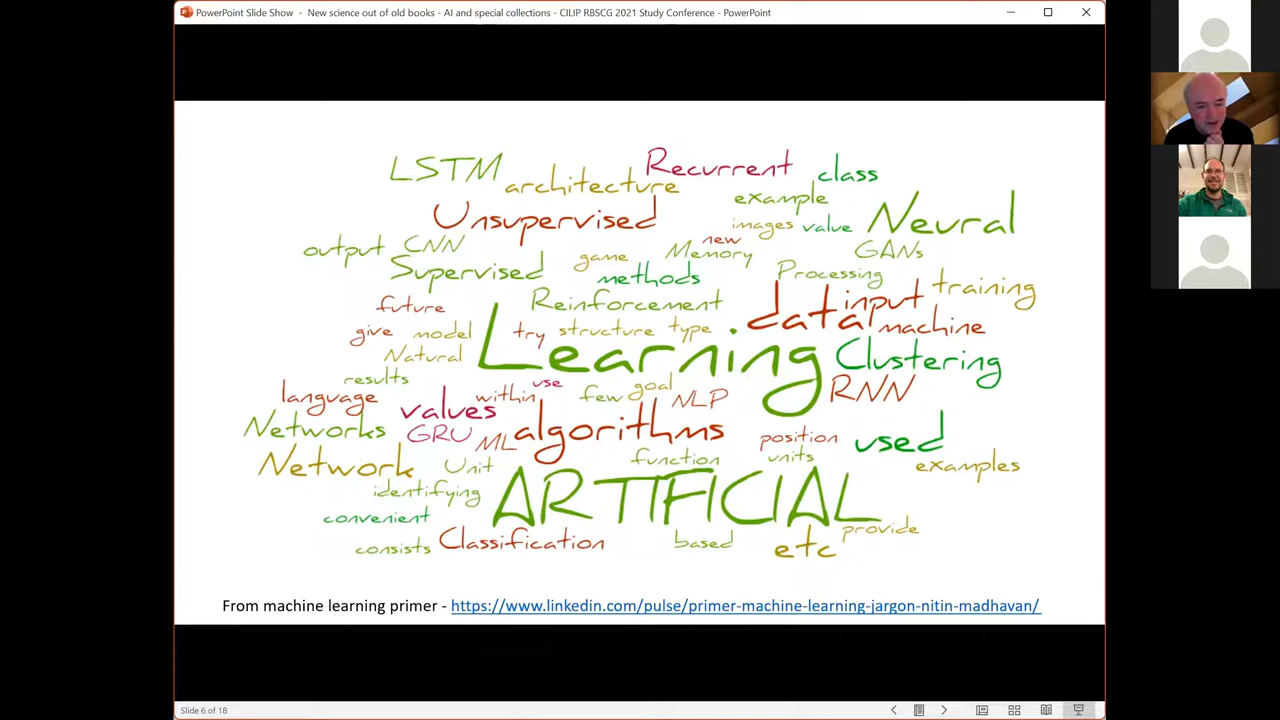 PowerPoint Slide Show - New science out of old books - AI and special collections - CILIP RBSCG 2021 Study Conference - PowerPoint
LSTM
architecture
Recurrent
class
Unsupervised
example
images
value
Neural
output
CNN
Supervised
game
new
Memory
methods
GANs
Processing
training
future
Reinforcement
data
input
machine
give
model
try
structure
type
Natural
Learning
Clustering
results
language
within
use
few
goal
NLP
RNN
values
Networks
GRU
ML
algorithms
position
used
Network
Unit
function
units
examples
identifying
ARTIFICIAL
convenient
consists
Classification
based
etc
provide
From machine learning primer - https://www.linkedin.com/pulse/primer-machine-learning-jargon-nitin-madhavan/
Slide 6 of 18